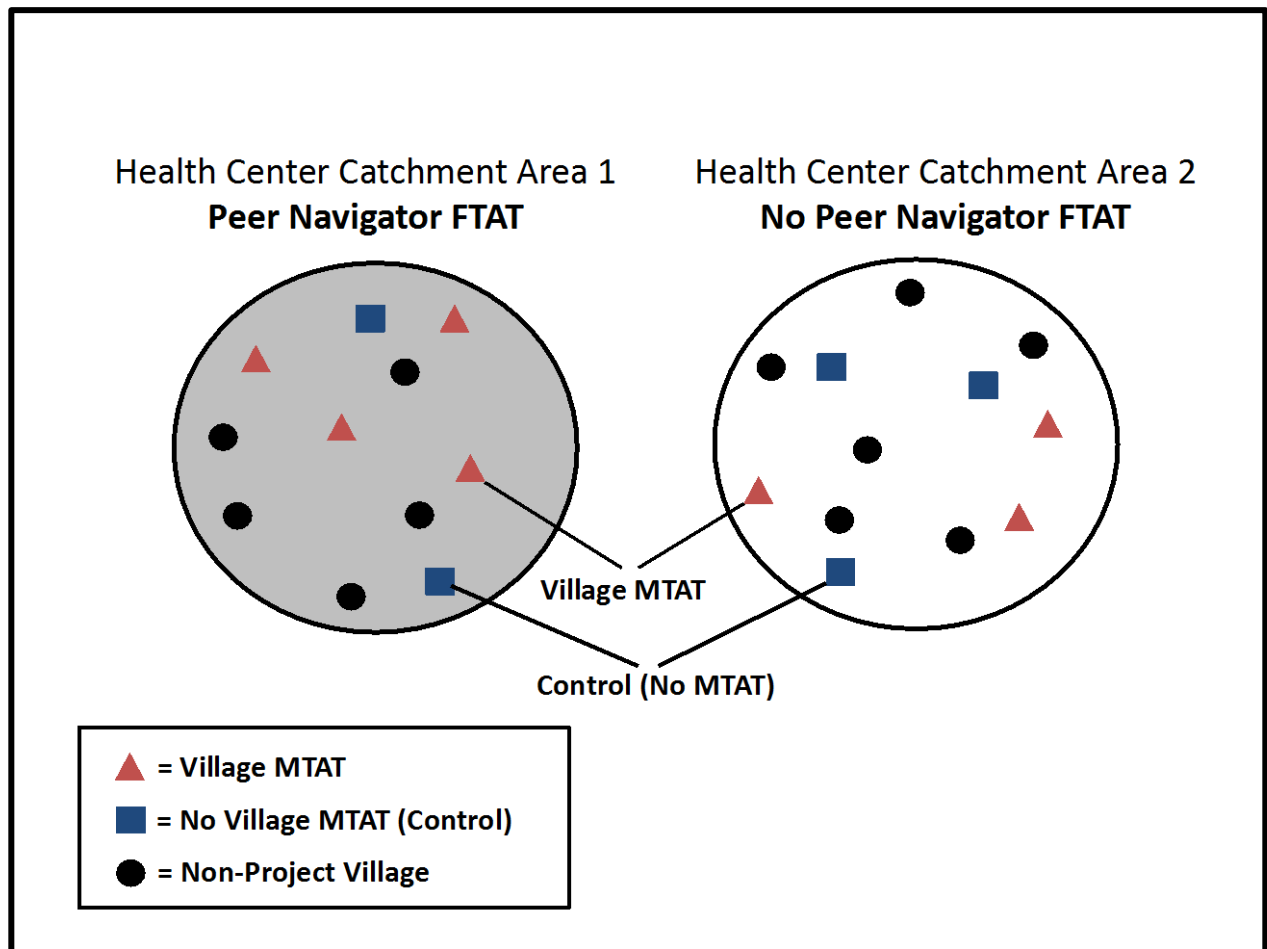 Health Center Catchment Area 1
Peer Navigator FTAT
Health Center Catchment Area 2
No Peer Navigator FTAT
Village MTAT
Control (No MTAT)
= Village MTAT
= No Village MTAT (Control)
= Non-Project Village